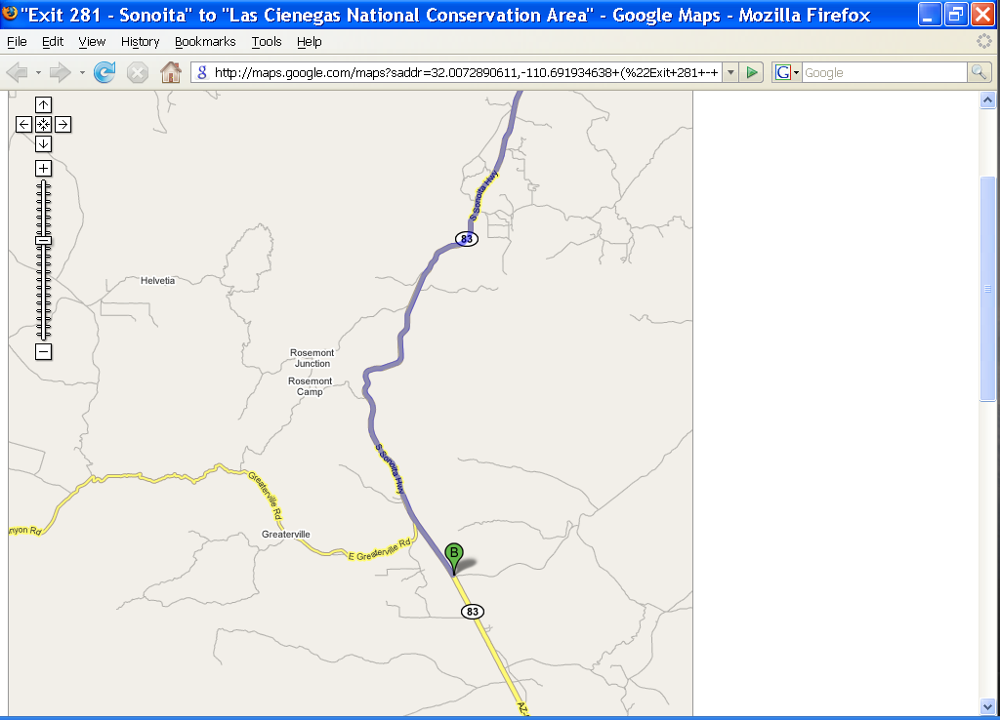 "Exit 281 - Sonoita" to "Las Cienegas National Conservation Area" - Google Maps - Mozilla Firefox
File Edit View History Bookmarks Tools Help
http://maps.google.com/maps?saddr=32.0072890611,-110.691934638+(%22Exit+281+-+
G Google
S Sonoita Hwy
83
Helvetia
Rosemont
Junction
Rosemont
Camp
S Sonoita Hwy
Greaterville Rd
nyon Rd
Greaterville
E Greaterville Rd
B
83
AZ-